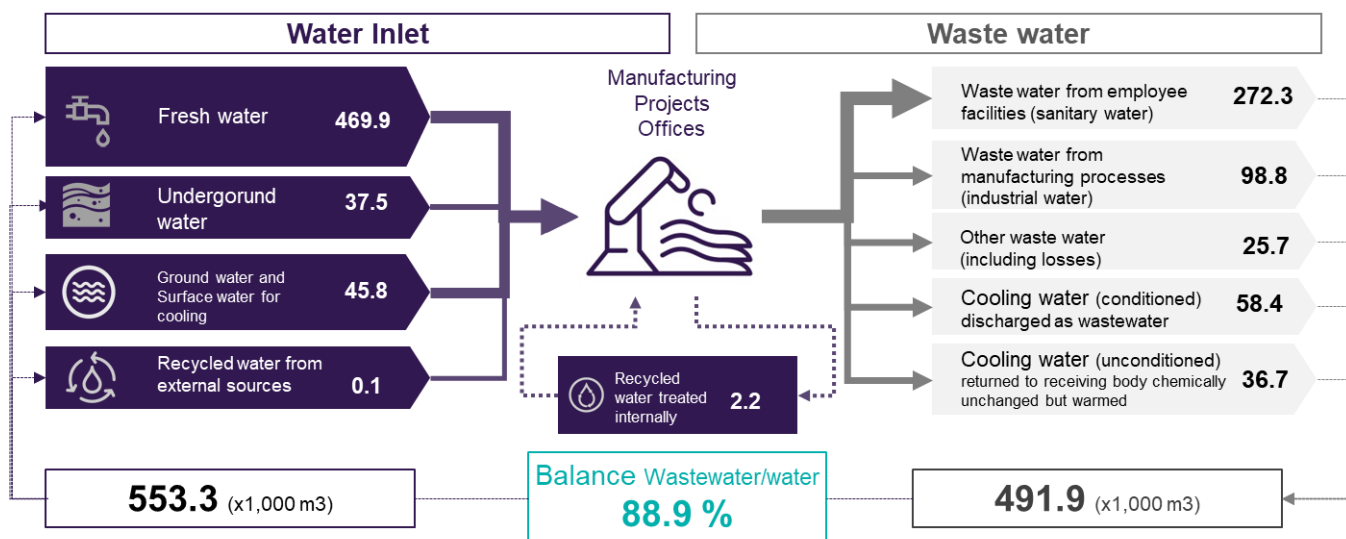 Water Inlet
Waste water
Fresh water 469.9
Undergorund
water
37.5
Ground water and
Surface water for
cooling
45.8
Recycled water from
external sources
0.1
Manufacturing
Projects
Offices
Recycled
water treated
internally
2.2
Waste water from employee
facilities (sanitary water)
272.3
Waste water from
manufacturing processes
(industrial water)
98.8
Other waste water
(including losses)
25.7
Cooling water (conditioned)
discharged as wastewater
58.4
Cooling water (unconditioned)
returned to receiving body chemically
unchanged but warmed
36.7
553.3 (x1,000 m3)
Balance Wastewater/water
88.9 %
491.9 (x1,000 m3)